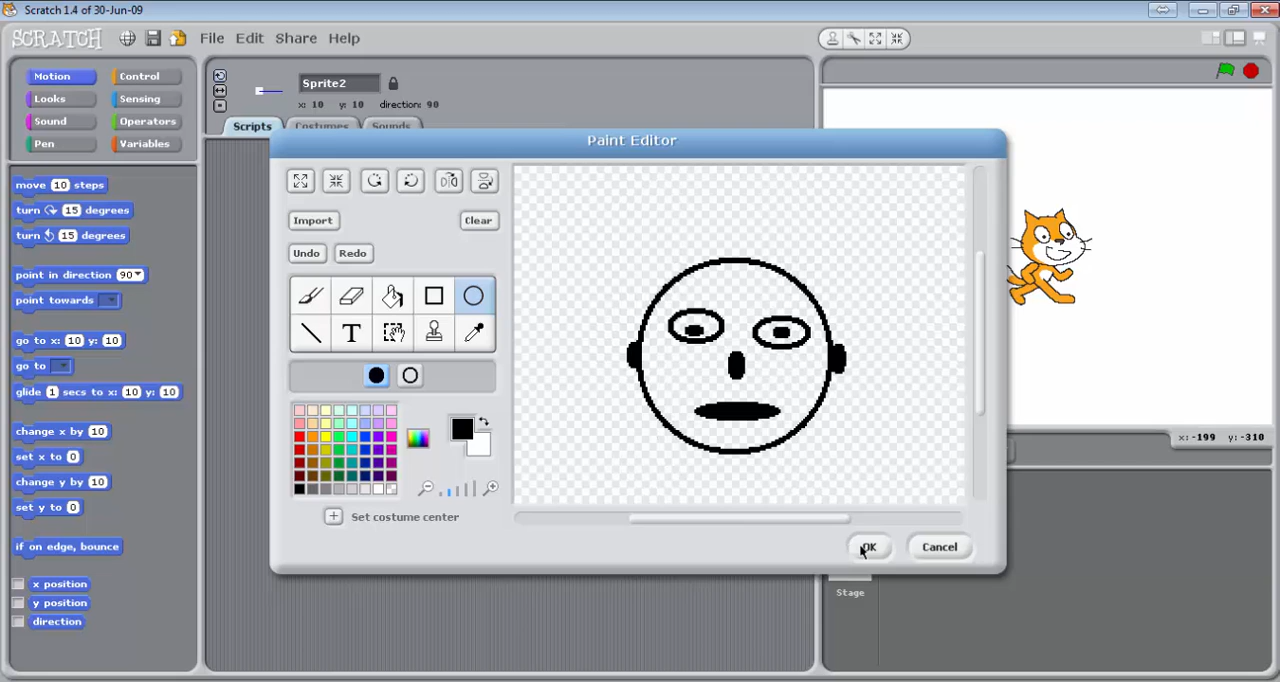 Scratch 1.4 of 30-Jun-09
SCRATCH File Edit Share Help
Motion Control
Looks Sensing
Sound Operators
Pen Variables
Sprite2
x: 10 y: 10 direction: 90
Scripts Costumes Sounds
move 10 steps
turn 15 degrees
turn 15 degrees
point in direction 90
point towards
go to x: 10 y: 10
go to
glide 1 secs to x: 10 y: 10
change x by 10
set x to 0
change y by 10
set y to 0
if on edge, bounce
x position
y position
direction
Paint Editor
Import Clear
Undo Redo
T
Set costume center
OK Cancel
x: -199 y: -310
Stage